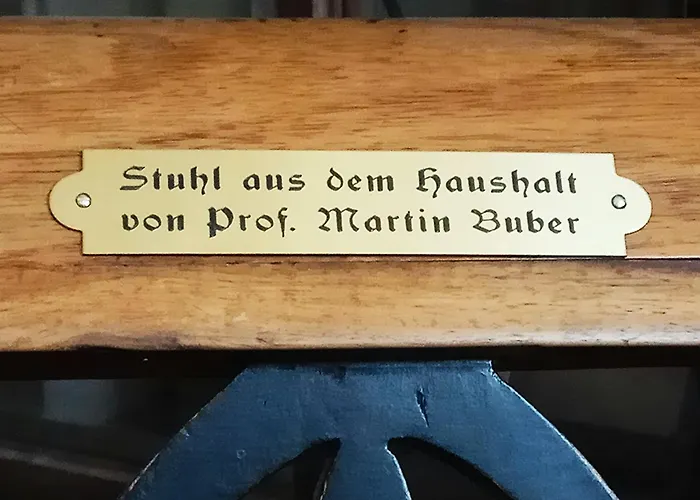 Stuhl aus dem Haushalt
von Prof. Martin Buber